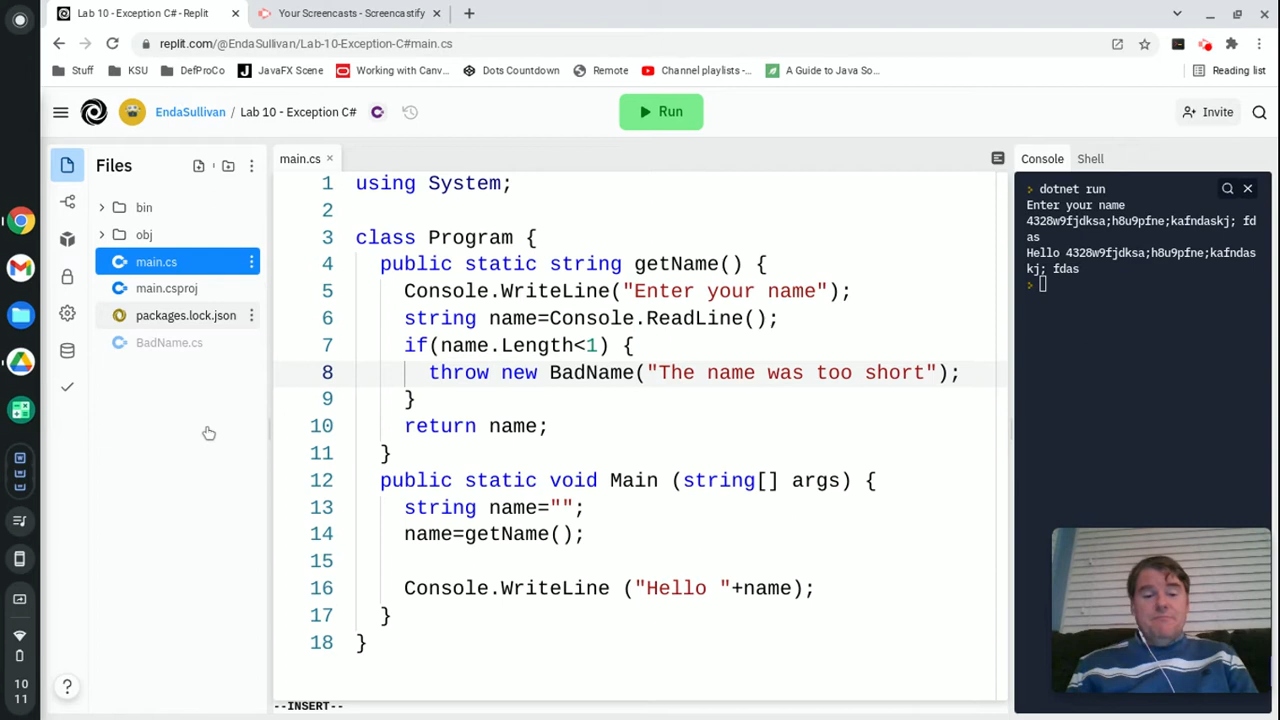 Lab 10 - Exception C# - Replit
Your Screencasts - Screencastify
replit.com/@EndaSullivan/Lab-10-Exception-C#main.cs
Stuff
KSU
DefProCo
JavaFX Scene
Working with Canv...
Dots Countdown
Remote
Channel playlists -...
A Guide to Java So...
Reading list
EndaSullivan / Lab 10 - Exception C#
Run
Invite
Files
bin
obj
main.cs
main.csproj
packages.lock.json
BadName.cs
main.cs
1 using System;
2
3 class Program {
4 public static string getName() {
5 Console.WriteLine("Enter your name");
6 string name=Console.ReadLine();
7 if(name.Length<1) {
8 throw new BadName("The name was too short");
9 }
10 return name;
11 }
12 public static void Main (string[] args) {
13 string name="";
14 name=getName();
15
16 Console.WriteLine ("Hello "+name);
17 }
18 }
--INSERT--
Console
Shell
> dotnet run
Enter your name
4328w9fjdksa;h8u9pfne;kafndaskj; fd
as
Hello 4328w9fjdksa;h8u9pfne;kafndas
kj; fdas
>
10
11
?